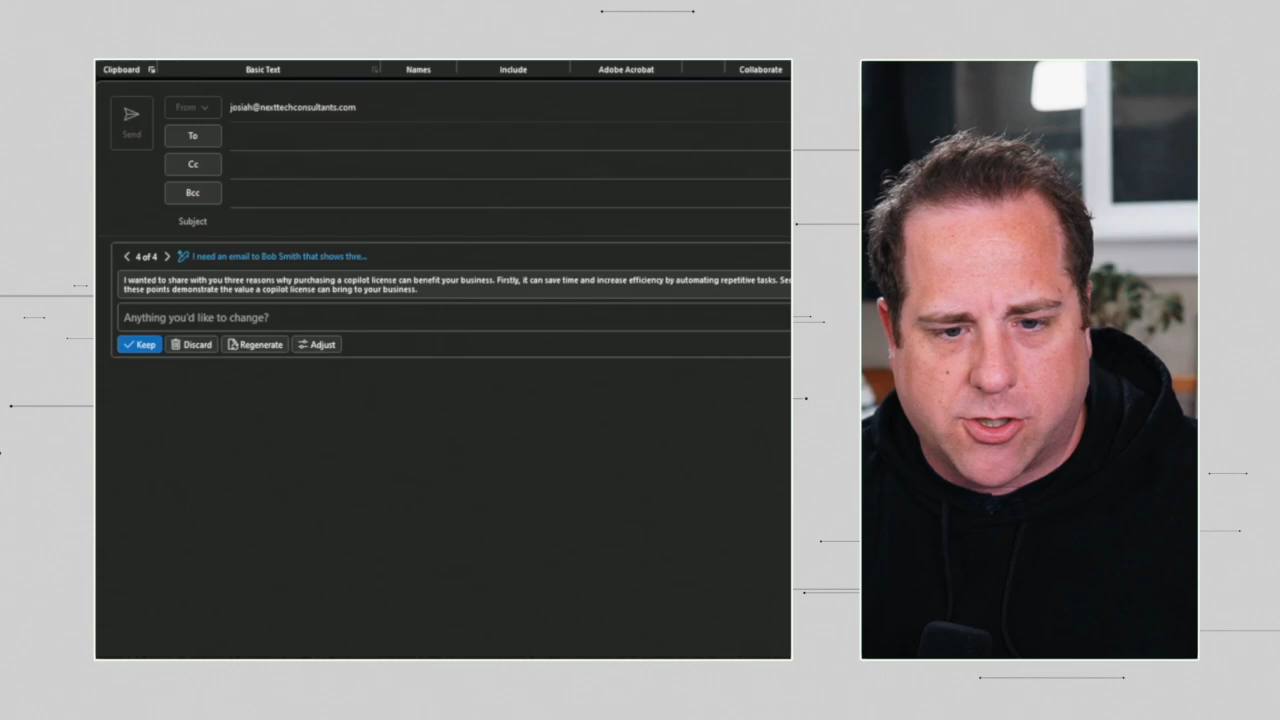 Clipboard Basic Text Names Include Adobe Acrobat Collaborate
From josiah@nexttechconsultants.com
Send
To
Cc
Bcc
Subject
4 of 4 I need an email to Bob Smith that shows thre...
I wanted to share with you three reasons why purchasing a copilot license can benefit your business. Firstly, it can save time and increase efficiency by automating repetitive tasks. Se
these points demonstrate the value a copilot license can bring to your business.
Anything you'd like to change?
Keep Discard Regenerate Adjust